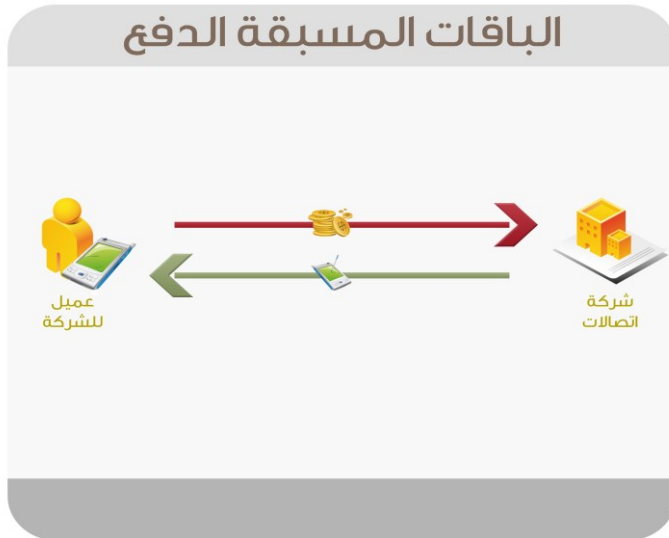 الباقات المسبقة الدفع
عميل
للشركة
شركة
اتصالات